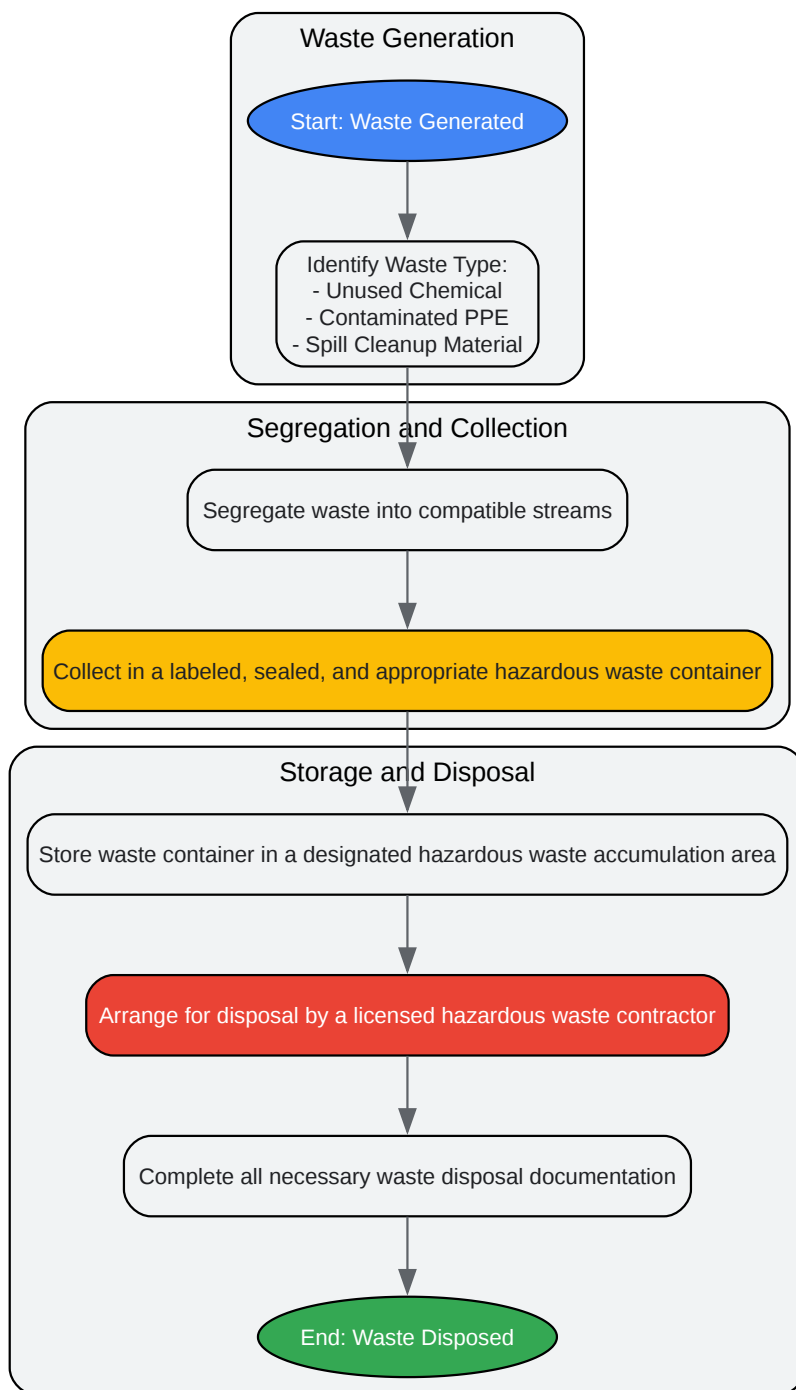 Waste Generation
Start: Waste Generated
Identify Waste Type:
- Unused Chemical
- Contaminated PPE
- Spill Cleanup Material
Segregation and Collection
Segregate waste into compatible streams
Collect in a labeled, sealed, and appropriate hazardous waste container
Storage and Disposal
Store waste container in a designated hazardous waste accumulation area
Arrange for disposal by a licensed hazardous waste contractor
Complete all necessary waste disposal documentation
End: Waste Disposed